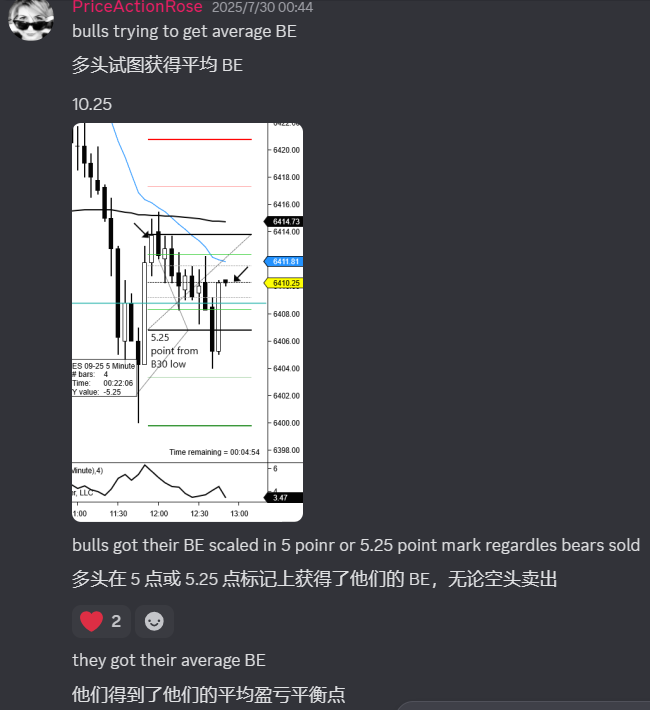 PriceActionRose 2025/7/30 00:44
bulls trying to get average BE
多头试图获得平均 BE
10.25
6422.00
6420.00
6418.00
6416.00
6414.73
6414.00
6411.81
6410.25
6408.00
6406.00
6404.00
6402.00
6400.00
6398.00
5.25
point from
B30 low
ES 09-25 5 Minute
# bars: 4
Time: 00:22:06
Y value: -5.25
Time remaining = 00:04:54
Minute),4)
6
r, LLC
4
3.47
1:00 11:30 12:00 12:30 13:00
bulls got their BE scaled in 5 poinr or 5.25 point mark regardles bears sold
多头在 5 点或 5.25 点标记上获得了他们的 BE，无论空头卖出
2
they got their average BE
他们得到了他们的平均盈亏平衡点